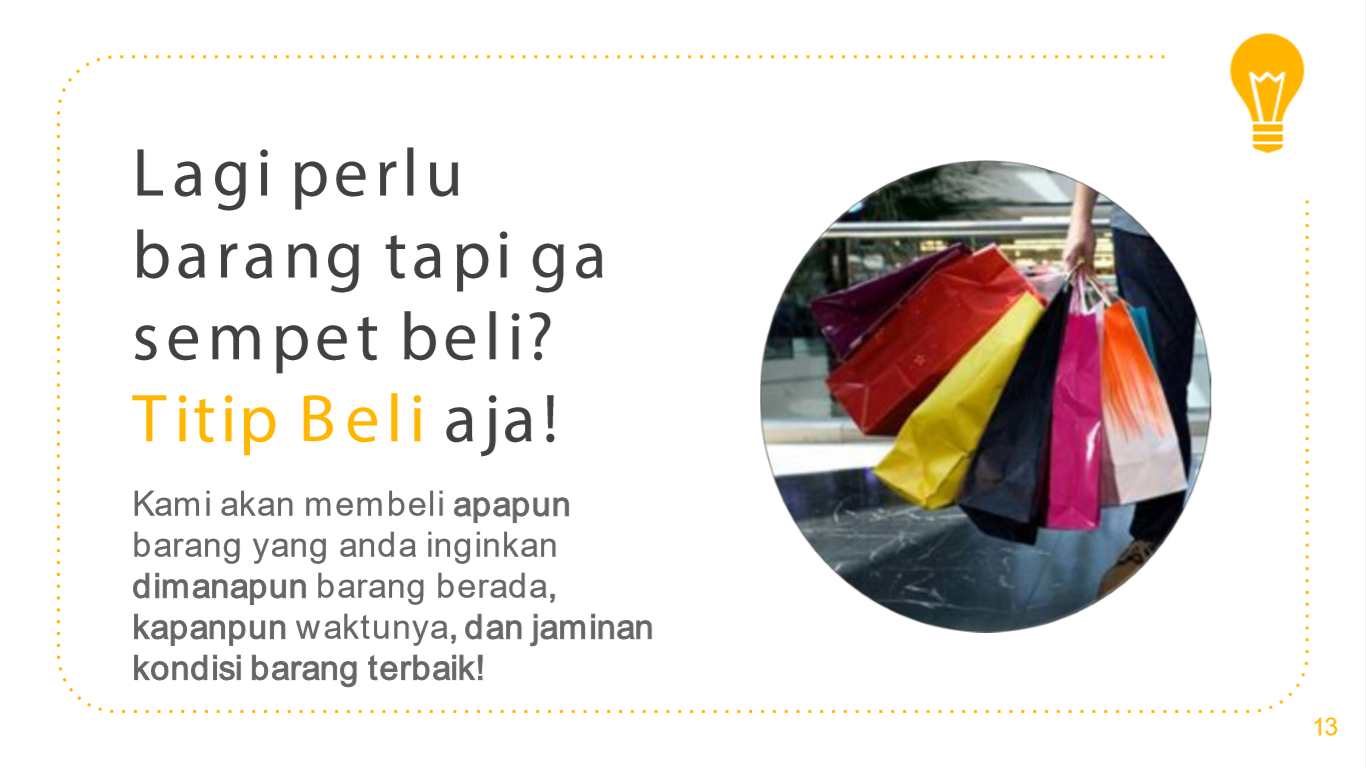 Lagi perlu
barang tapi ga
sempet beli?
Titip Beli aja!
Kami akan membeli apapun
barang yang anda inginkan
dimanapun barang berada,
kapanpun waktunya, dan jaminan
kondisi barang terbaik!
13